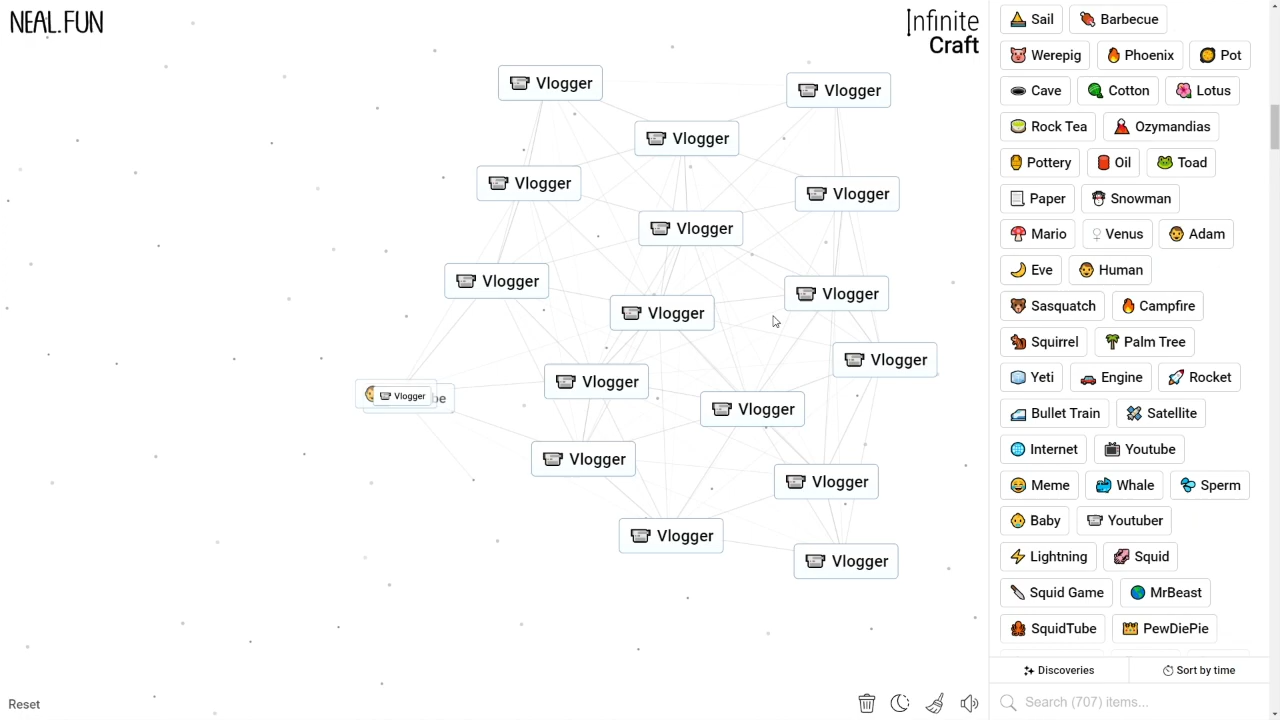 NEAL.FUN
Infinite
Craft
Vlogger
Vlogger
Vlogger
Vlogger
Vlogger
Vlogger
Vlogger
Vlogger
Vlogger
Vlogger
Vlogger
Vlogger
Vlogger
be
Vlogger
Vlogger
Vlogger
Vlogger
Reset
Sail Barbecue
Werepig Phoenix Pot
Cave Cotton Lotus
Rock Tea Ozymandias
Pottery Oil Toad
Paper Snowman
Mario Venus Adam
Eve Human
Sasquatch Campfire
Squirrel Palm Tree
Yeti Engine Rocket
Bullet Train Satellite
Internet Youtube
Meme Whale Sperm
Baby Youtuber
Lightning Squid
Squid Game MrBeast
SquidTube PewDiePie
Discoveries Sort by time
Search (707) items...